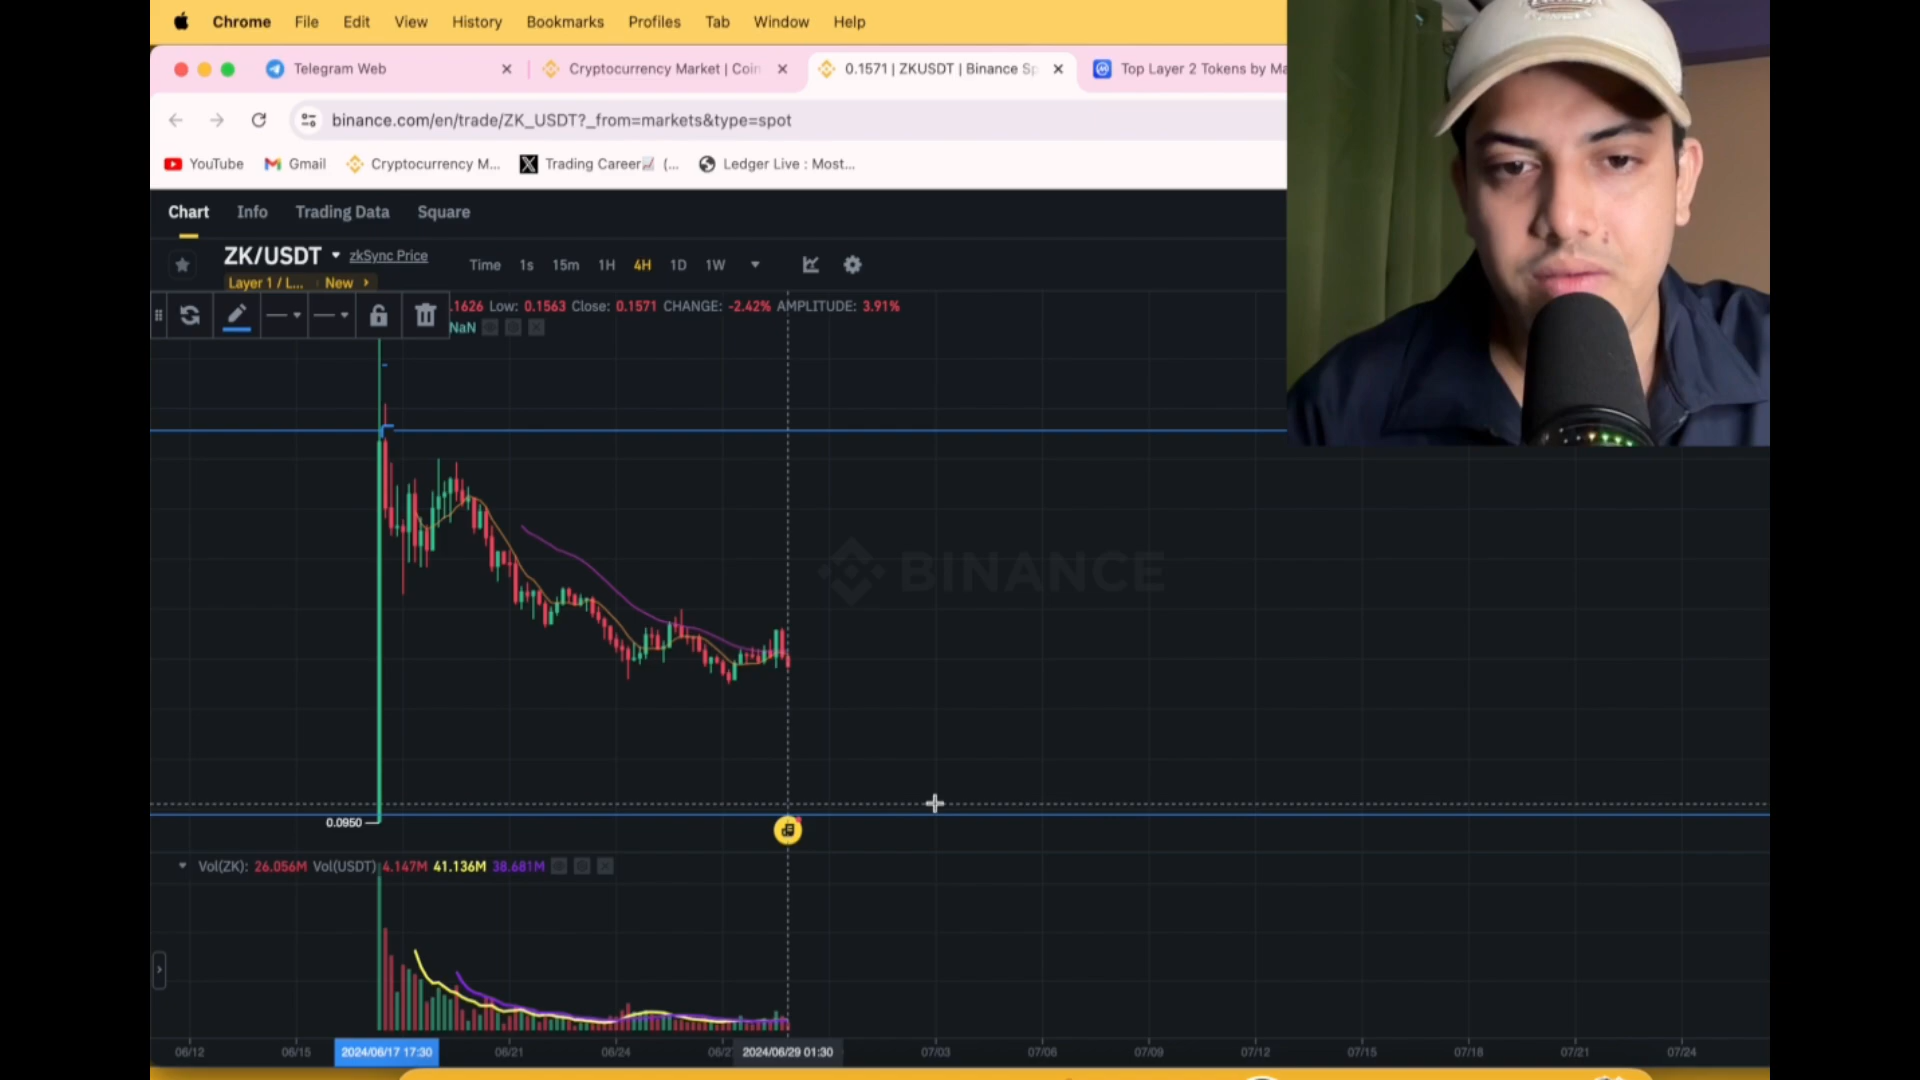 Chrome File Edit View History Bookmarks Profiles Tab Window Help
Telegram Web Cryptocurrency Market | Coin 0.1571 | ZKUSDT | Binance Sp Top Layer 2 Tokens by Ma
binance.com/en/trade/ZK_USDT?_from=markets&type=spot
YouTube Gmail Cryptocurrency M... Trading Career (... Ledger Live : Most...
Chart Info Trading Data Square
ZK/USDT zkSync Price Time 1s 15m 1H 4H 1D 1W
Layer 1 / L... New
.1626 Low: 0.1563 Close: 0.1571 CHANGE: -2.42% AMPLITUDE: 3.91%
NaN
BINANCE
0.0950
Vol(ZK): 26.056M Vol(USDT) 4.147M 41.136M 38.681M
06/12 06/15 2024/06/17 17:30 06/21 06/24 06/2 2024/06/29 01:30 07/03 07/06 07/09 07/12 07/15 07/18 07/21 07/24